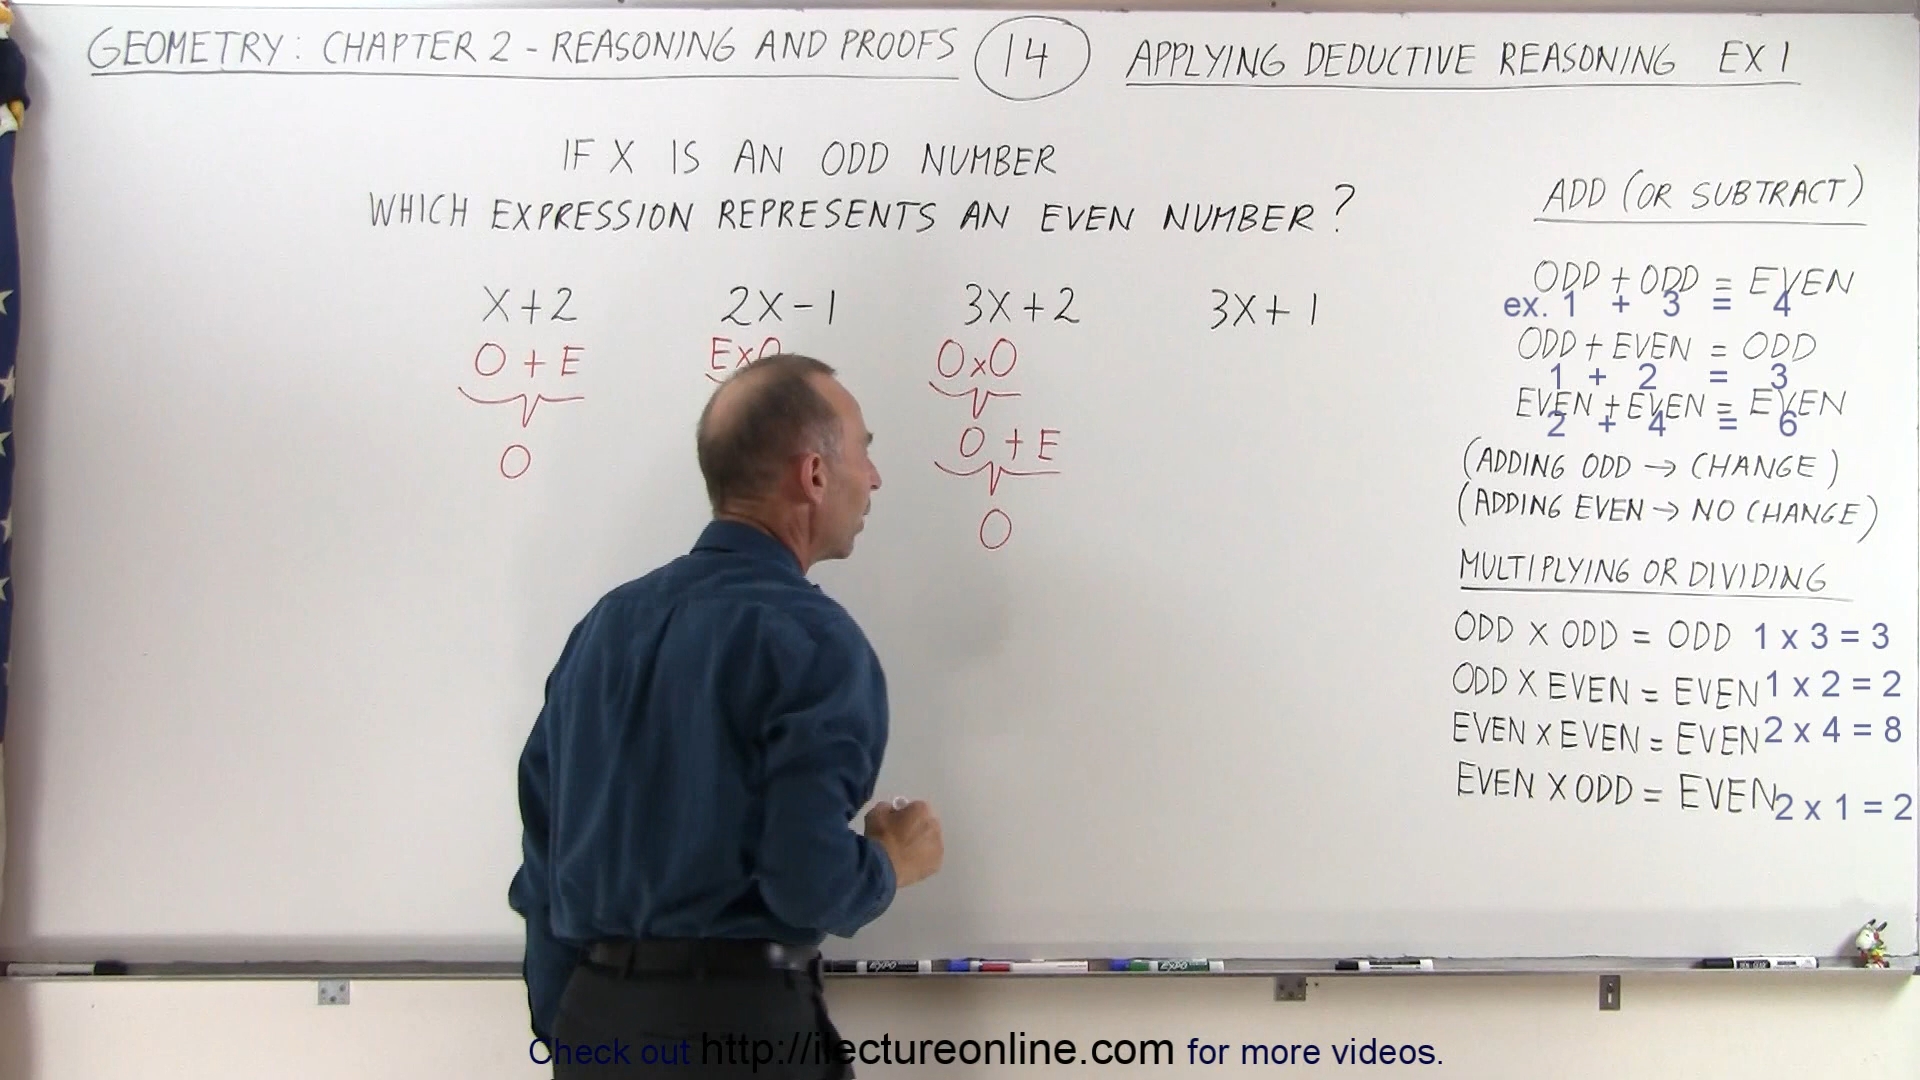 GEOMETRY: CHAPTER 2 - REASONING AND PROOFS 14 APPLYING DEDUCTIVE REASONING EX 1
IF X IS AN ODD NUMBER
WHICH EXPRESSION REPRESENTS AN EVEN NUMBER?
X+2 2X-1 3X+2 3X+1
O + E ExO OxO
O + E
O
O
ADD (OR SUBTRACT)
ODD + ODD = EVEN
ex. 1 + 3 = 4
ODD + EVEN = ODD
1 + 2 = 3
EVEN + EVEN = EVEN
2 + 4 = 6
(ADDING ODD → CHANGE)
(ADDING EVEN → NO CHANGE)
MULTIPLYING OR DIVIDING
ODD X ODD = ODD 1 x 3 = 3
ODD X EVEN = EVEN 1 x 2 = 2
EVEN X EVEN = EVEN 2 x 4 = 8
EVEN X ODD = EVEN 2 x 1 = 2
EXPO EXPO
Check out http://ilectureonline.com for more videos.